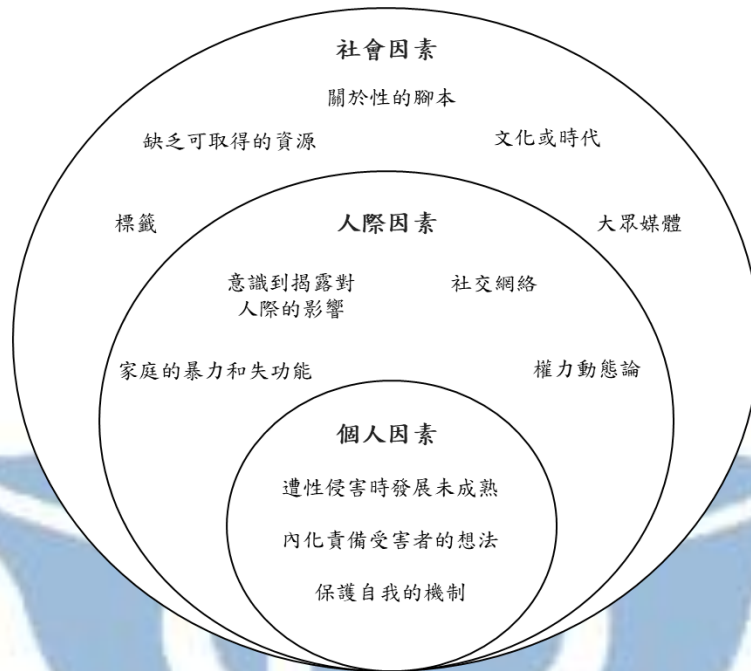 社會因素
關於性的腳本
缺乏可取得的資源
文化或時代
標籤
人際因素
大眾媒體
意識到揭露對
人際的影響
社交網絡
家庭的暴力和失功能
權力動態論
個人因素
遭性侵害時發展未成熟
內化責備受害者的想法
保護自我的機制